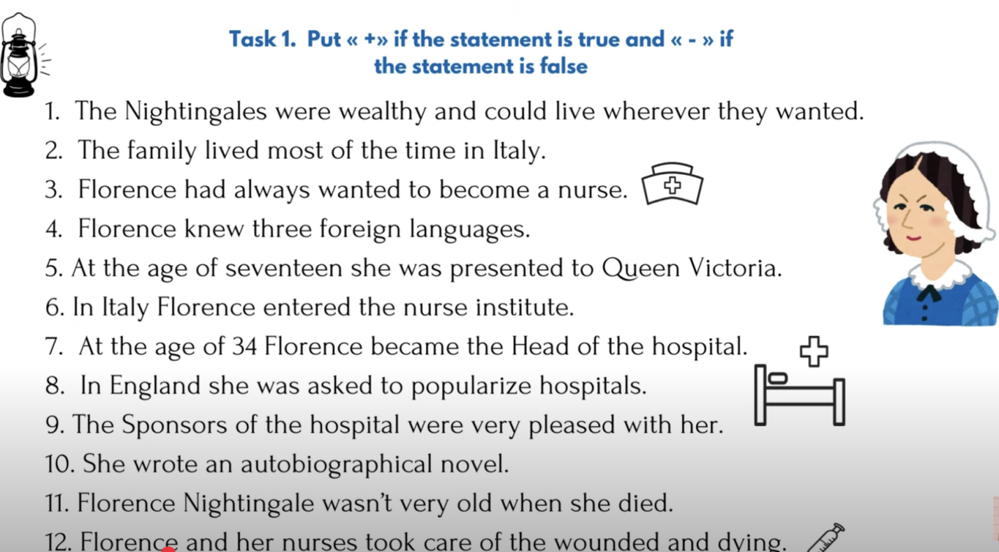 Task 1. Put « +» if the statement is true and « - » if
the statement is false
1. The Nightingales were wealthy and could live wherever they wanted.
2. The family lived most of the time in Italy.
3. Florence had always wanted to become a nurse.
4. Florence knew three foreign languages.
5. At the age of seventeen she was presented to Queen Victoria.
6. In Italy Florence entered the nurse institute.
7. At the age of 34 Florence became the Head of the hospital.
8. In England she was asked to popularize hospitals.
9. The Sponsors of the hospital were very pleased with her.
10. She wrote an autobiographical novel.
11. Florence Nightingale wasn't very old when she died.
12. Florence and her nurses took care of the wounded and dying.